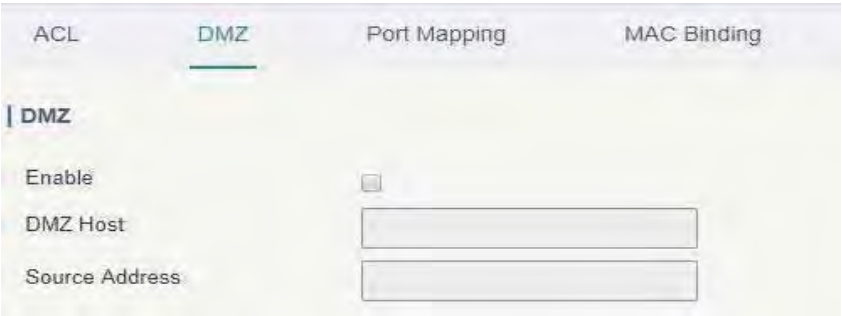 ACL DMZ Port Mapping MAC Binding
DMZ
Enable
DMZ Host
Source Address